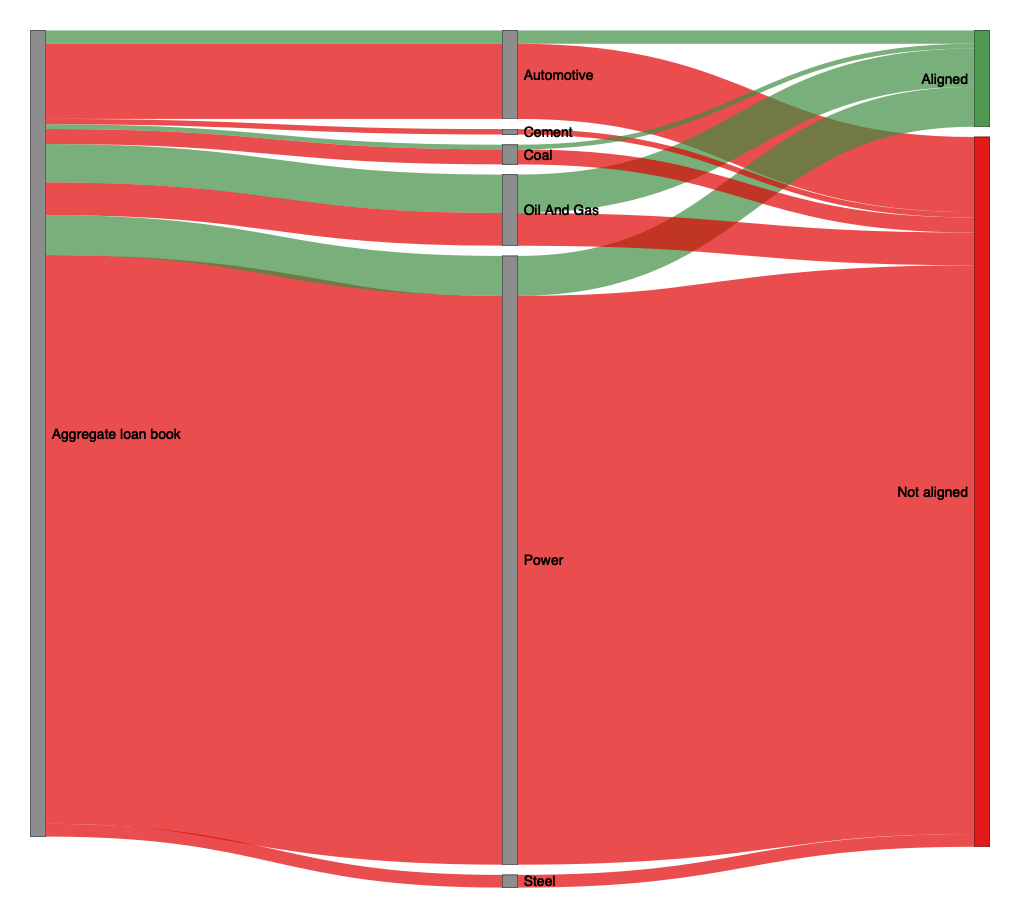 Automotive
Aligned
Cement
Coal
Oil And Gas
Aggregate loan book
Not aligned
Power
Steel